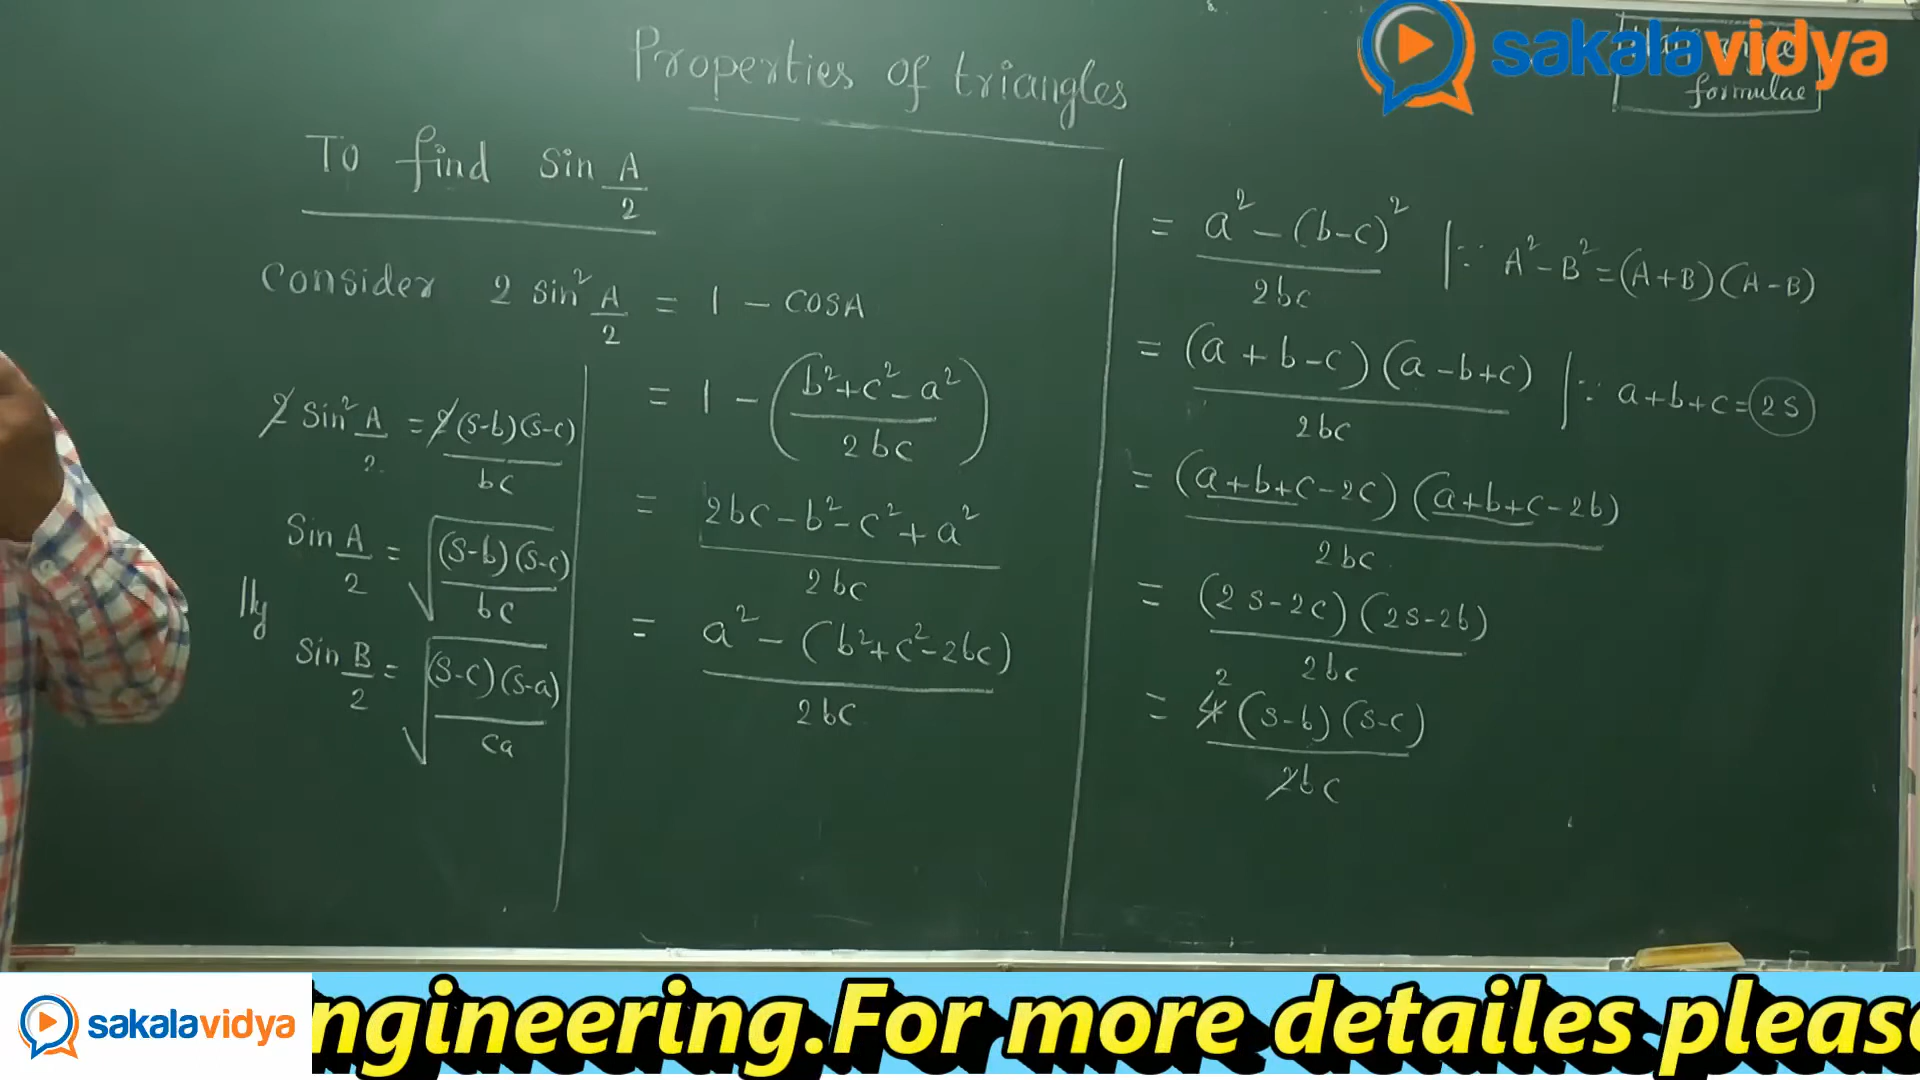 Properties of triangles
sakalavidya
formulae
To find sin A/2
Consider 2 sin² A/2 = 1 - cosA
2 sin² A/2 = 2(s-b)(s-c)/bc
sin A/2 = √((s-b)(s-c)/bc)
||ly sin B/2 = √((s-c)(s-a)/ca)
= 1 - ((b²+c²-a²)/2bc)
= (2bc-b²-c²+a²)/2bc
= (a²-(b²+c²-2bc))/2bc
= (a²-(b-c)²)/2bc | ∵ A²-B²=(A+B)(A-B)
= (a+b-c)(a-b+c)/2bc | ∵ a+b+c=2s
= (a+b+c-2c)(a+b+c-2b)/2bc
= (2s-2c)(2s-2b)/2bc
= 4 2 (s-b)(s-c)/2bc
sakalavidya
ngineering.For more detailes please